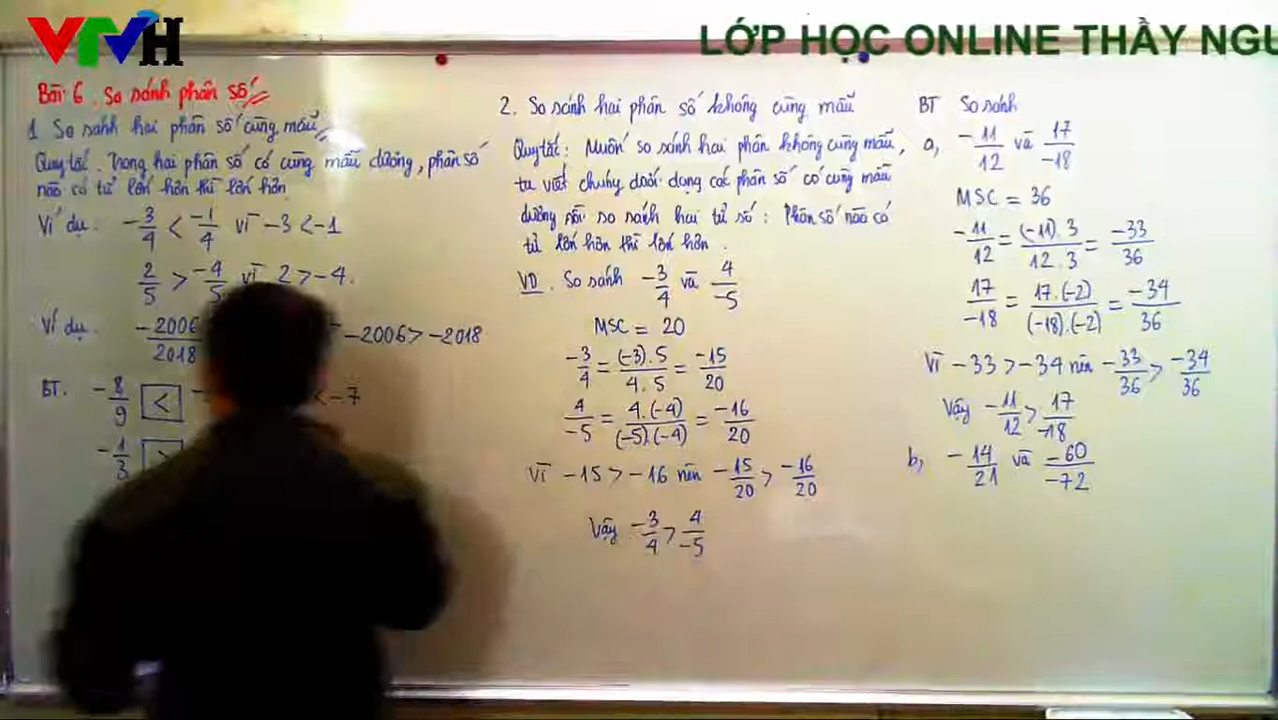 VTVH
LỚP HỌC ONLINE THẦY NGU
Bài 6. So sánh phân số
1 So sánh hai phân số cùng mẫu
Quy tắc. Trong hai phân số có cùng mẫu dương, phân số
nào có tử lớn hơn thì lớn hơn
Ví dụ. -3/4 < -1/4 vì -3 < -1
2/5 > -4/5 vì 2 > -4.
Ví dụ. -2006/2018 -2006 > -2018
BT. -8/9 < < -7
-1/3 >
2. So sánh hai phân số không cùng mẫu
Quy tắc: Muốn so sánh hai phân không cùng mẫu,
ta viết dưới dạng các phân số có cùng mẫu
dương rồi so sánh hai tử số: Phân số nào có
tử lớn hơn thì lớn hơn.
VD. So sánh -3/4 và 4/-5
MSC = 20
-3/4 = (-3).5/4.5 = -15/20
4/-5 = 4.(-4)/(-5).(-4) = -16/20
Vì -15 > -16 nên -15/20 > -16/20
Vậy -3/4 > 4/-5
BT So sánh
a, -11/12 và 17/-18
MSC = 36
-11/12 = (-11).3/12.3 = -33/36
17/-18 = 17.(-2)/(-18).(-2) = -34/36
Vì -33 > -34 nên -33/36 > -34/36
Vậy -11/12 > 17/-18
b, -14/21 và -60/-72